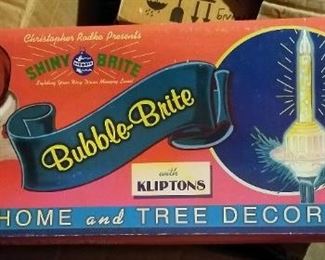 Christopher Radko Presents
SHINY BRITE
Bubble-Brite
with
KLIPTONS
HOME and TREE DECOR